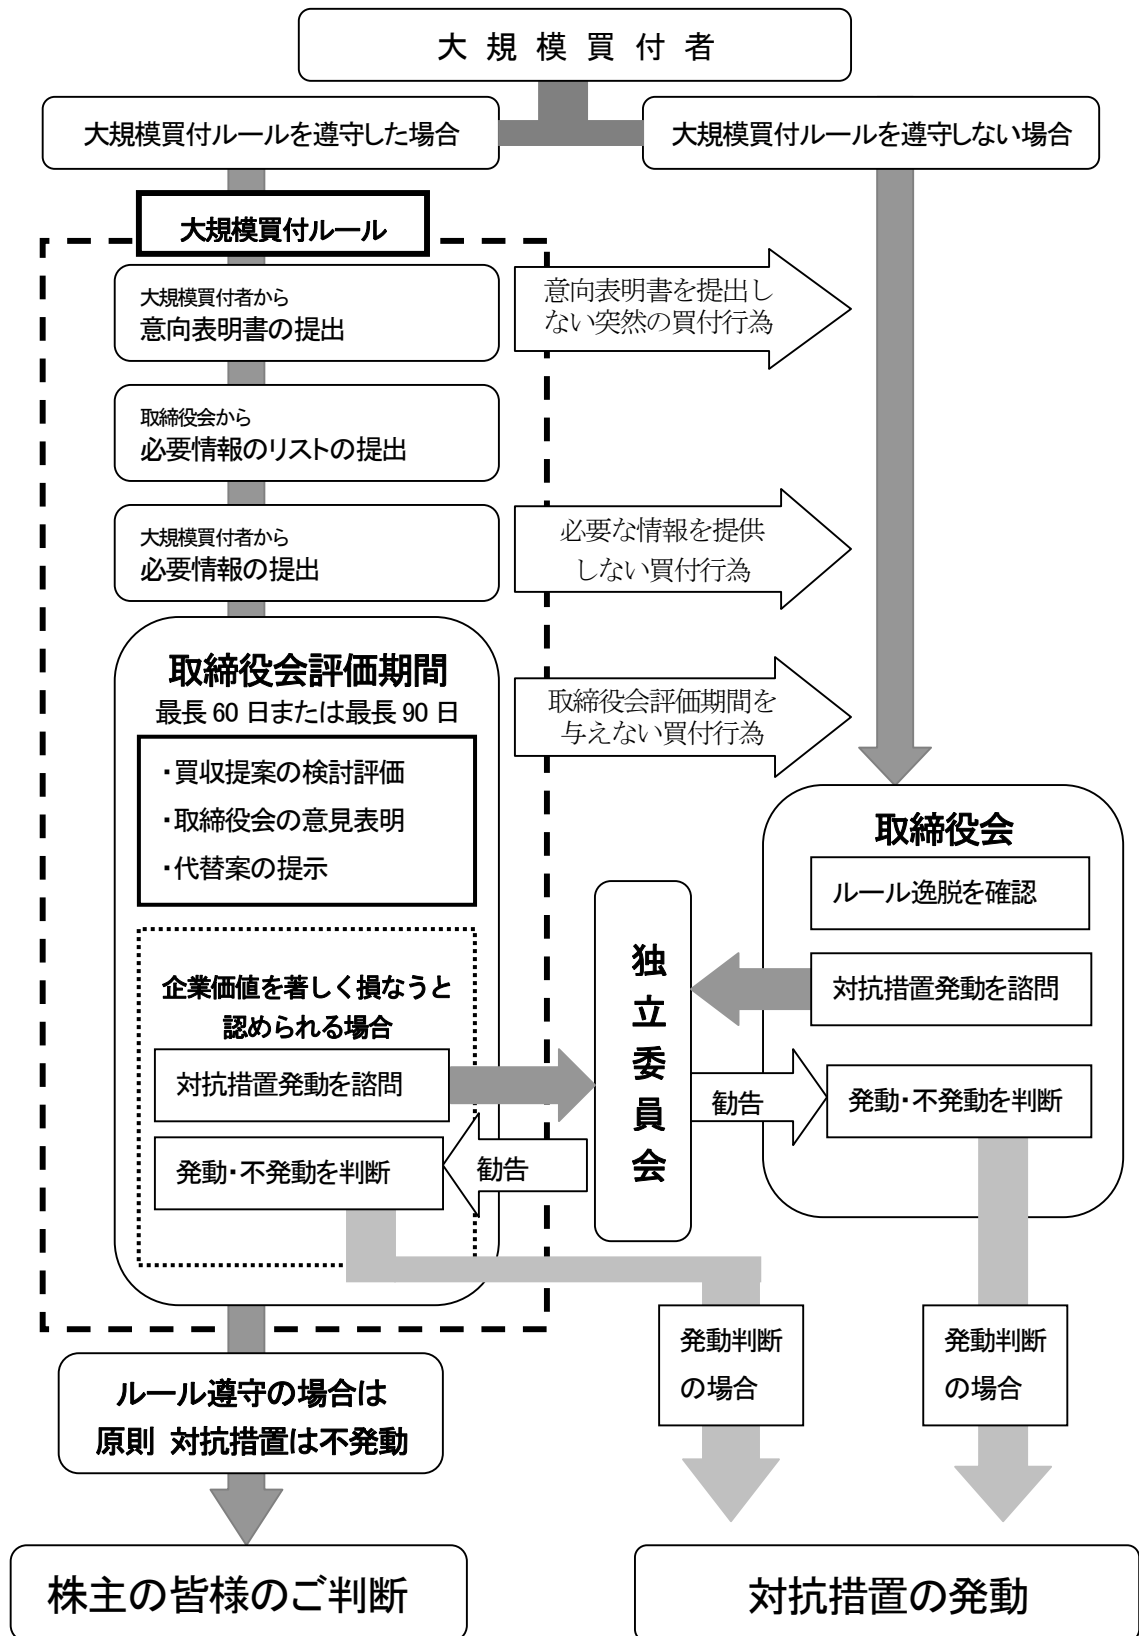 大規模買付者
大規模買付ルールを遵守した場合
大規模買付ルールを遵守しない場合
大規模買付ルール
大規模買付者から
意向表明書の提出
意向表明書を提出し
ない突然の買付行為
取締役会から
必要情報のリストの提出
大規模買付者から
必要情報の提出
必要な情報を提供
しない買付行為
取締役会評価期間
最長 60 日または最長 90 日
・買収提案の検討評価
・取締役会の意見表明
・代替案の提示
取締役会評価期間を
与えない買付行為
企業価値を著しく損なうと
認められる場合
対抗措置発動を諮問
発動・不発動を判断
勧告
独立委員会
取締役会
ルール逸脱を確認
対抗措置発動を諮問
勧告
発動・不発動を判断
発動判断
の場合
発動判断
の場合
ルール遵守の場合は
原則 対抗措置は不発動
株主の皆様のご判断
対抗措置の発動